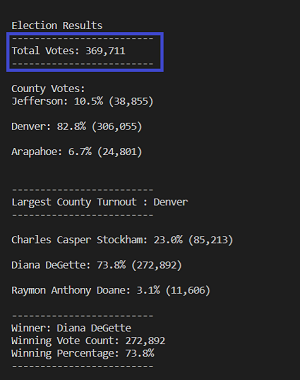 Election Results
-------------------------
Total Votes: 369,711
-------------------------
County Votes:
Jefferson: 10.5% (38,855)
Denver: 82.8% (306,055)
Arapahoe: 6.7% (24,801)
-------------------------
Largest County Turnout : Denver
-------------------------
Charles Casper Stockham: 23.0% (85,213)
Diana DeGette: 73.8% (272,892)
Raymon Anthony Doane: 3.1% (11,606)
-------------------------
Winner: Diana DeGette
Winning Vote Count: 272,892
Winning Percentage: 73.8%
-------------------------